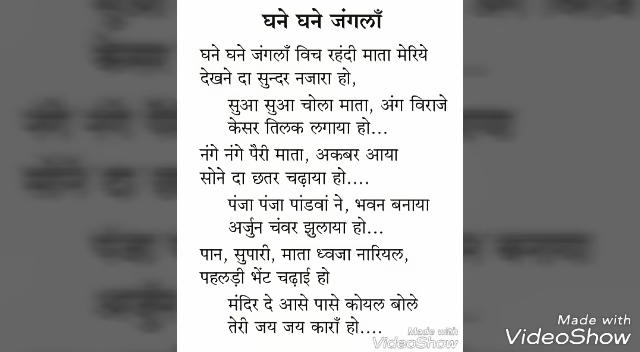 घने घने जंगलाँ
घने घने जंगलाँ विच रहंदी माता मेरिये
देखने दा सुन्दर नजारा हो,
सुआ सुआ चोला माता, अंग विराजे
केसर तिलक लगाया हो...
नंगे नंगे पैरी माता, अकबर आया
सोने दा छतर चढ़ाया हो....
पंजा पंजा पांडवां ने, भवन बनाया
अर्जुन चंवर झुलाया हो...
पान, सुपारी, माता ध्वजा नारियल,
पहलड़ी भेंट चढ़ाई हो
मंदिर दे आसे पासे कोयल बोले
तेरी जय जय काराँ हो....
Made with
VideoShow
Made with
VideoShow